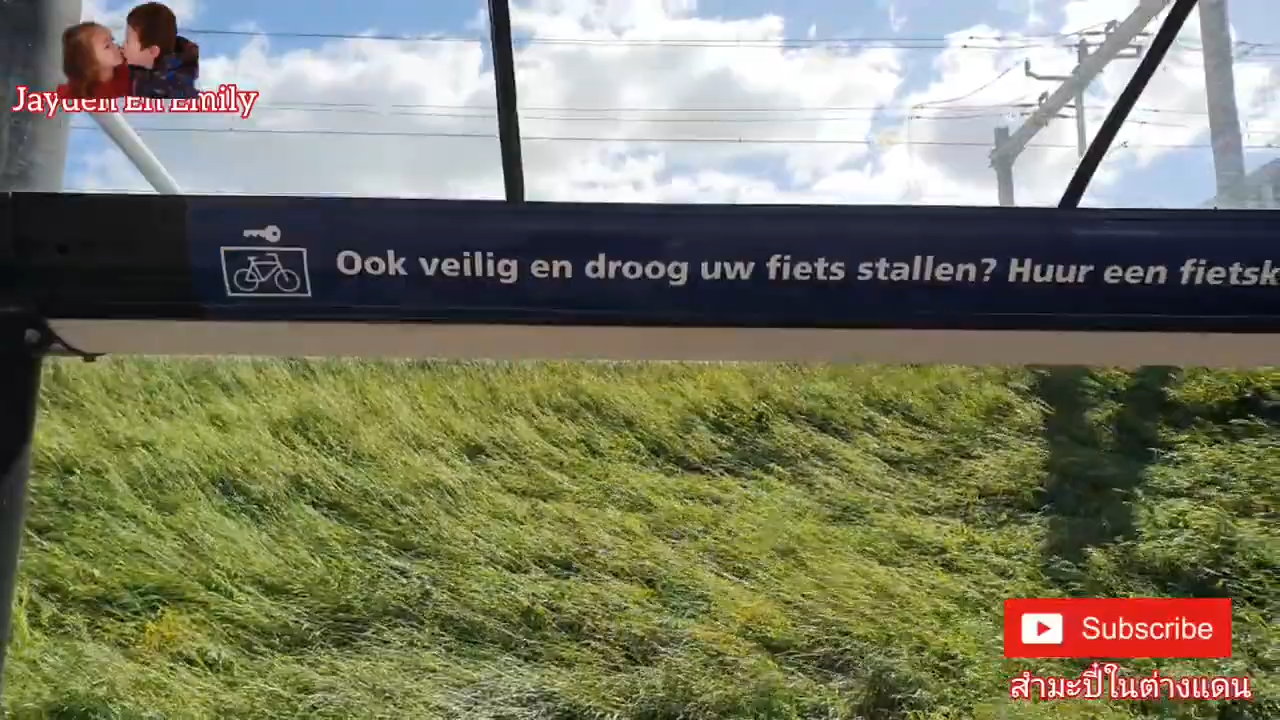 Jayden En Emily
Ook veilig en droog uw fiets stallen? Huur een fietsk
Subscribe
สำมะปี๋ในต่างแดน